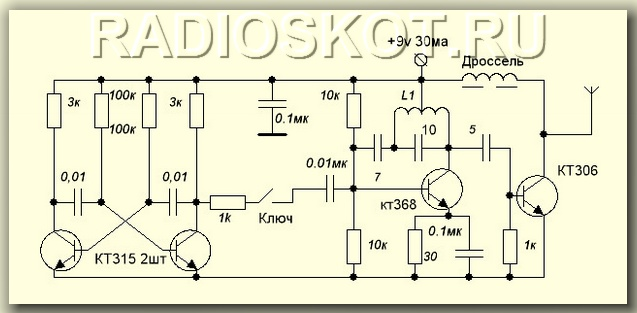 RADIOSKOT.RU
+9v 30ма
Дроссель
3к
100к
100к
3к
0.1мк
10к
L1
10
5
0,01
0,01
0.01мк
7
КТ306
1k
Ключ
кт368
КТ315 2шт
10к
30
0.1мк
1к